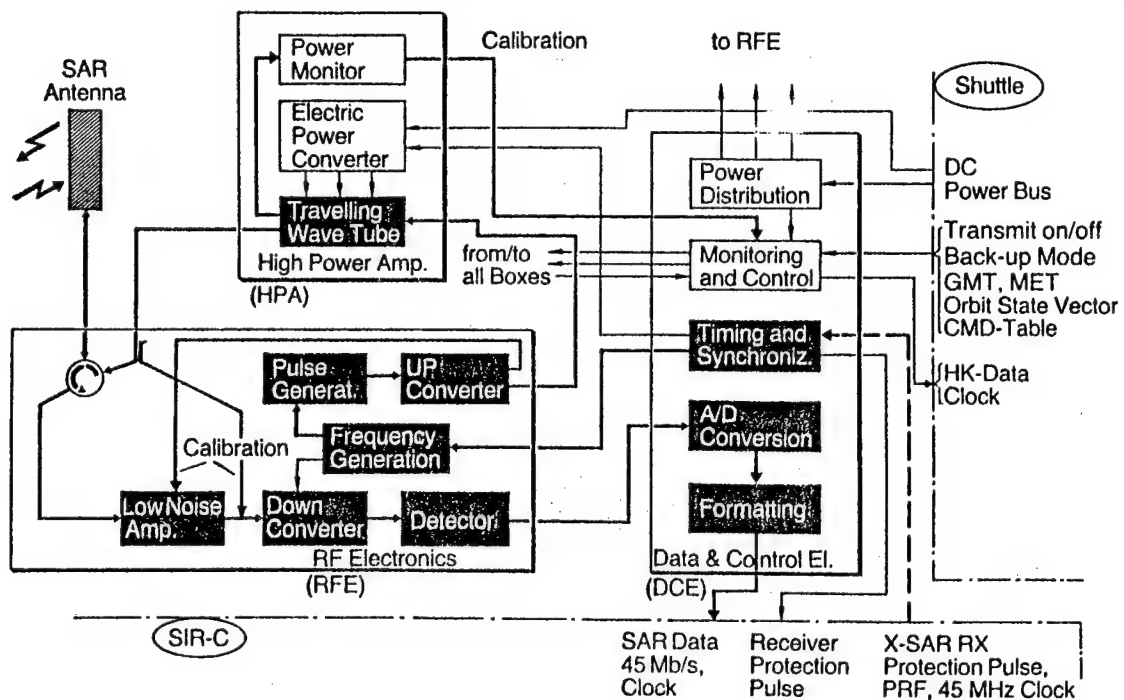 Calibration
to RFE
SAR
Antenna
Power
Monitor
Shuttle
Electric
Power
Converter
DC
Power Bus
Power
Distribution
Travelling
Wave Tube
High Power Amp.
(HPA)
from/to
all Boxes
Monitoring
and Control
Transmit on/off
Back-up Mode
GMT, MET
Orbit State Vector
CMD-Table
Timing and
Synchroniz.
HK-Data
Clock
Pulse
Generat.
UP
Converter
A/D
Conversion
Frequency
Generation
Calibration
Low Noise
Amp.
Down
Converter
Detector
Formatting
RF Electronics
(RFE)
Data & Control El.
(DCE)
SIR-C
SAR Data
45 Mb/s,
Clock
Receiver
Protection
Pulse
X-SAR RX
Protection Pulse,
PRF, 45 MHz Clock